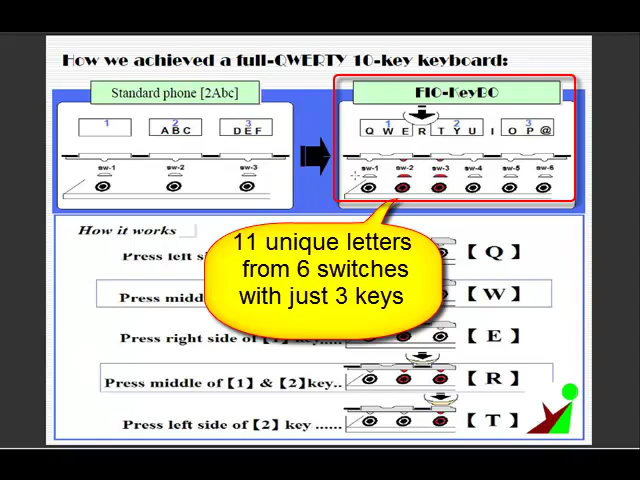 How we achieved a full-QWERTY 10-key keyboard:
Standard phone [2Abc]
FIO-KeyBO
1 2 3
ABC DEF
1 2 3
Q W E R T Y U I O P @
sw-1 sw-2 sw-3
sw-1 sw-2 sw-3 sw-4 sw-5 sw-6
How it works
11 unique letters
from 6 switches
with just 3 keys
Press left 【 Q 】
Press midd 【 W 】
Press right side of 【1】 key..... 【 E 】
Press middle of 【1】 & 【2】key.. 【 R 】
Press left side of 【2】 key ...... 【 T 】